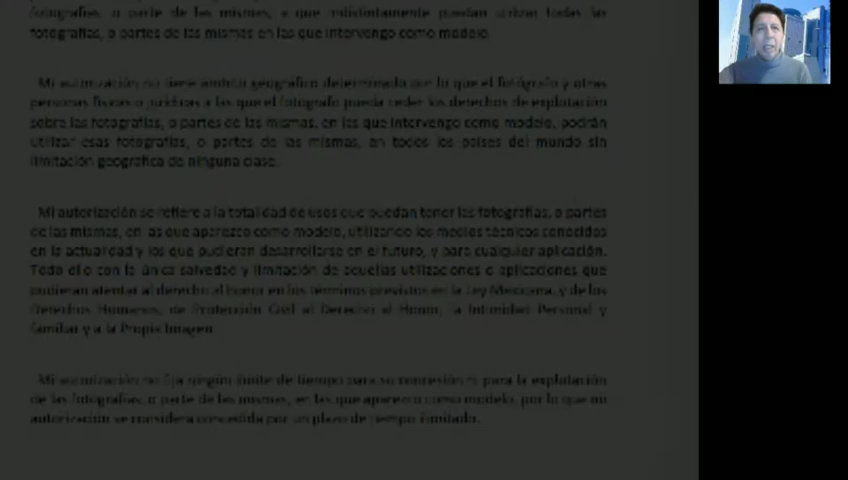 fotografías, o parte de las mismas, a que indistintamente puedan utilizar todas las
fotografías, o partes de las mismas en las que intervengo como modelo.
Mi autorización no tiene ámbito geográfico determinado por lo que el fotógrafo y otras
personas físicas o jurídicas a las que el fotógrafo pueda ceder los derechos de explotación
sobre las fotografías, o partes de las mismas, en las que intervengo como modelo, podrán
utilizar esas fotografías, o partes de las mismas, en todos los países del mundo sin
limitación geográfica de ninguna clase.
Mi autorización se refiere a la totalidad de usos que puedan tener las fotografías, o partes
de las mismas, en las que aparezco como modelo, utilizando los medios técnicos conocidos
en la actualidad y los que pudieran desarrollarse en el futuro, y para cualquier aplicación.
Todo ello con la única salvedad y limitación de aquellas utilizaciones o aplicaciones que
pudieran atentar al derecho al honor en los términos previstos en la Ley Mexicana, y de los
Derechos Humanos, de Protección Civil al Derecho al Honor, la Intimidad Personal y
familiar y a la Propia Imagen
Mi autorización no fija ningún límite de tiempo para su concesión ni para la explotación
de las fotografías, o parte de las mismas, en las que aparezco como modelo, por lo que mi
autorización se considera concedida por un plazo de tiempo ilimitado.